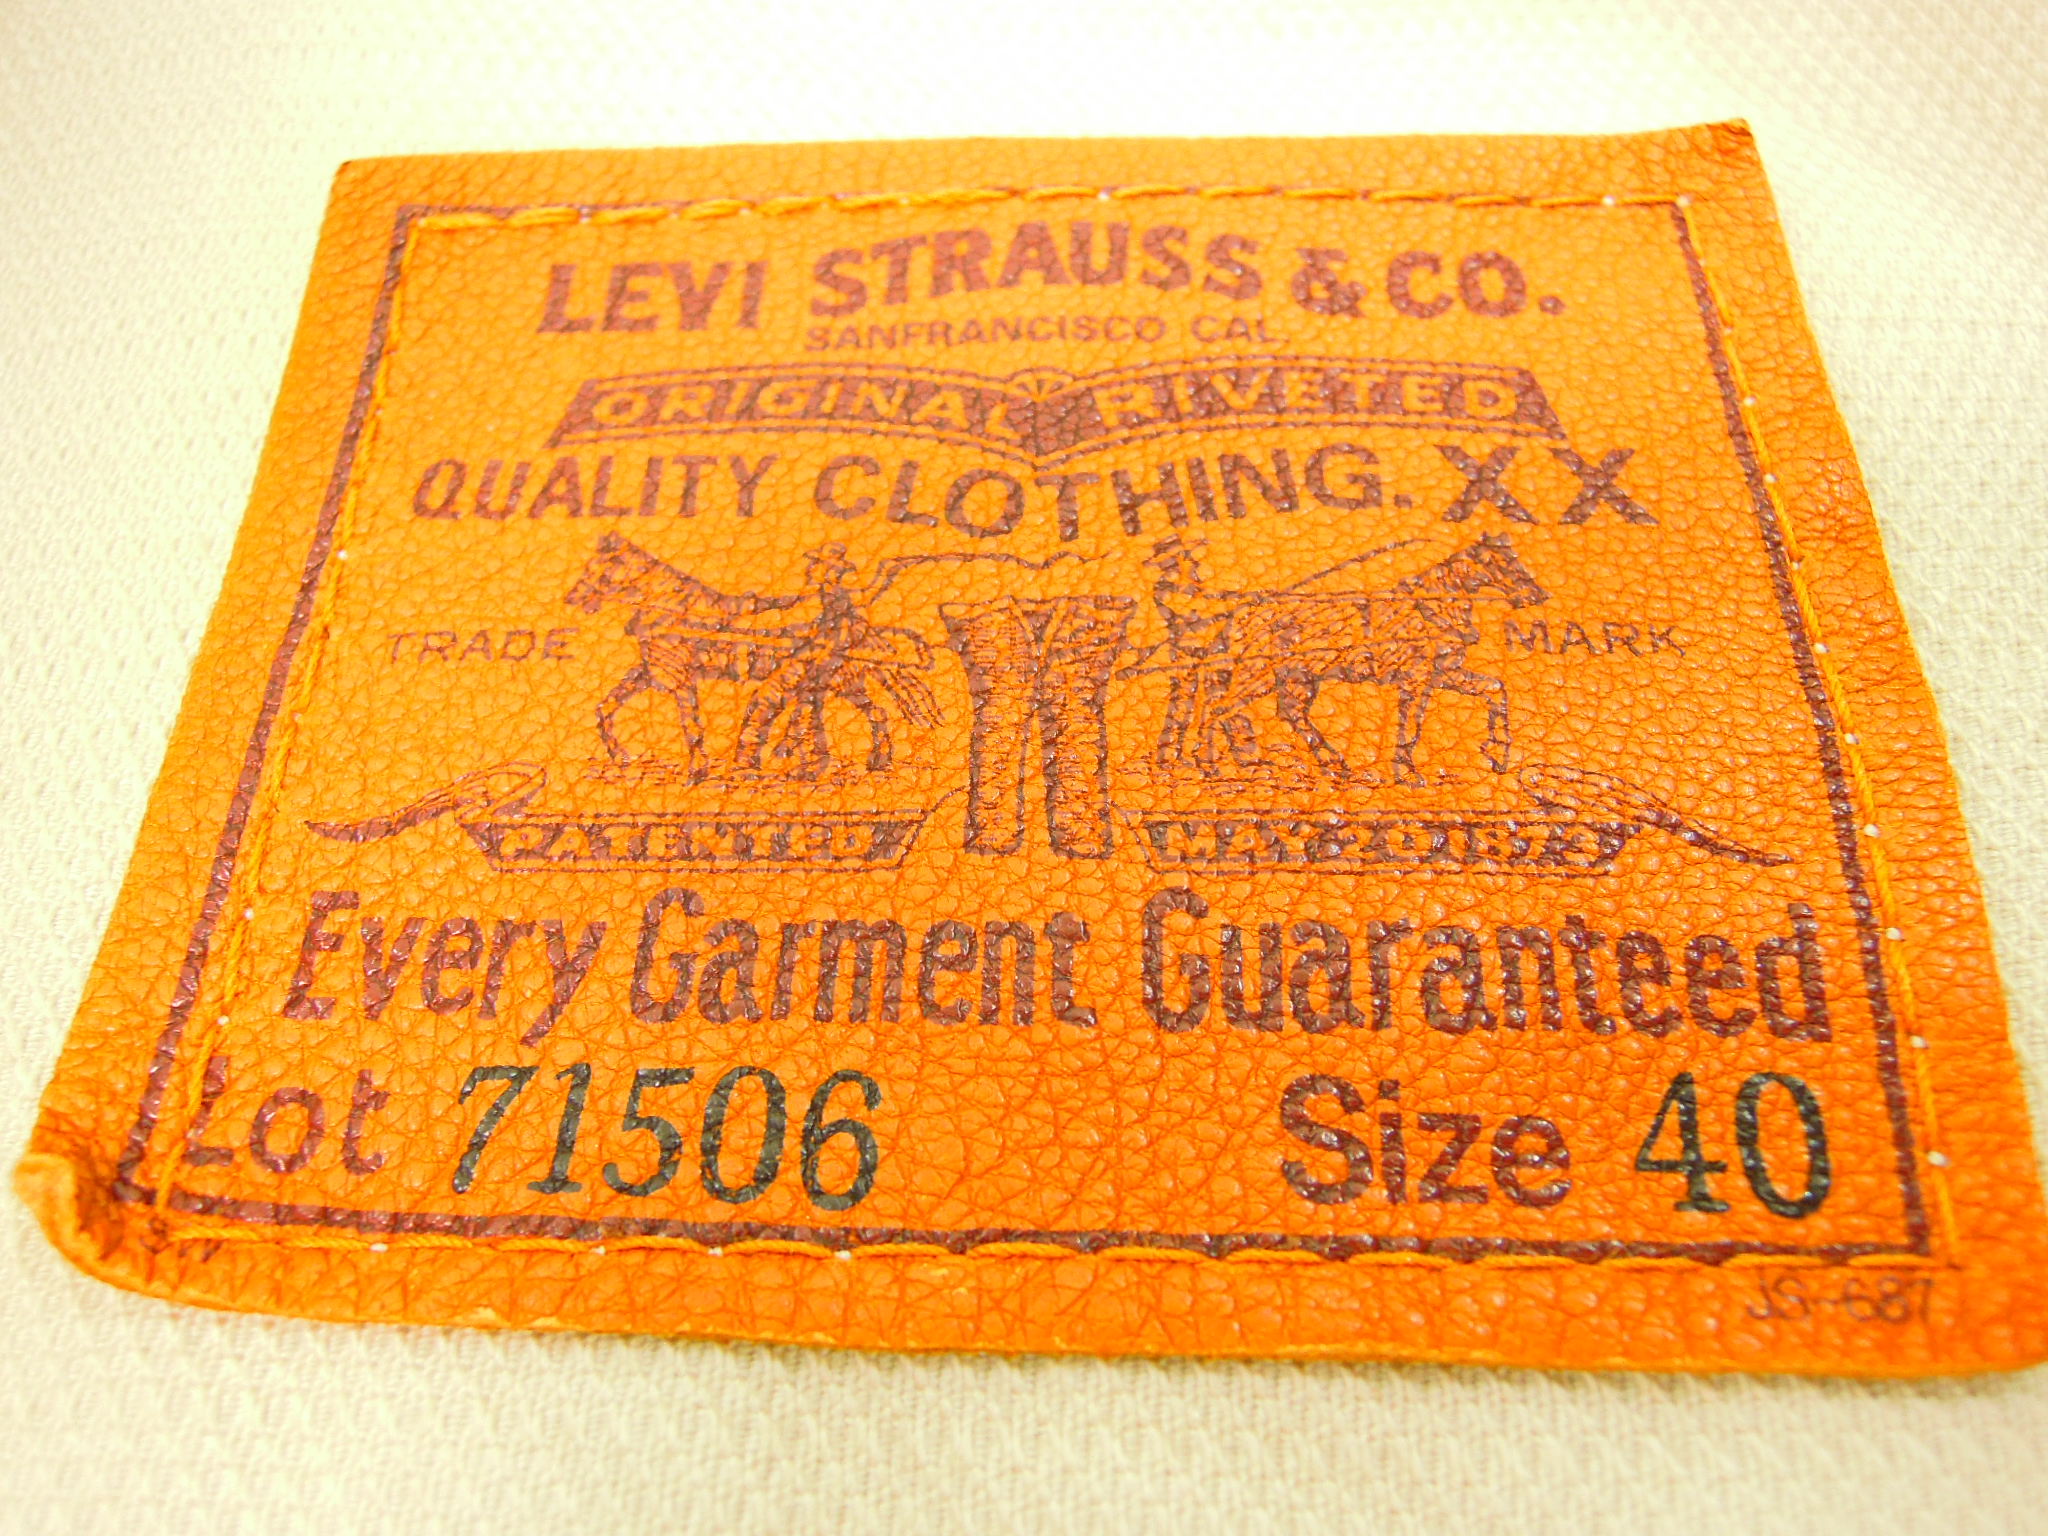 LEVI STRAUSS & CO.
SANFRANCISCO CAL
ORIGINAL RIVETED
QUALITY CLOTHING. XX
TRADE MARK
PATENTED MAY 20 1873
Every Garment Guaranteed
Lot 71506 Size 40
JS-687